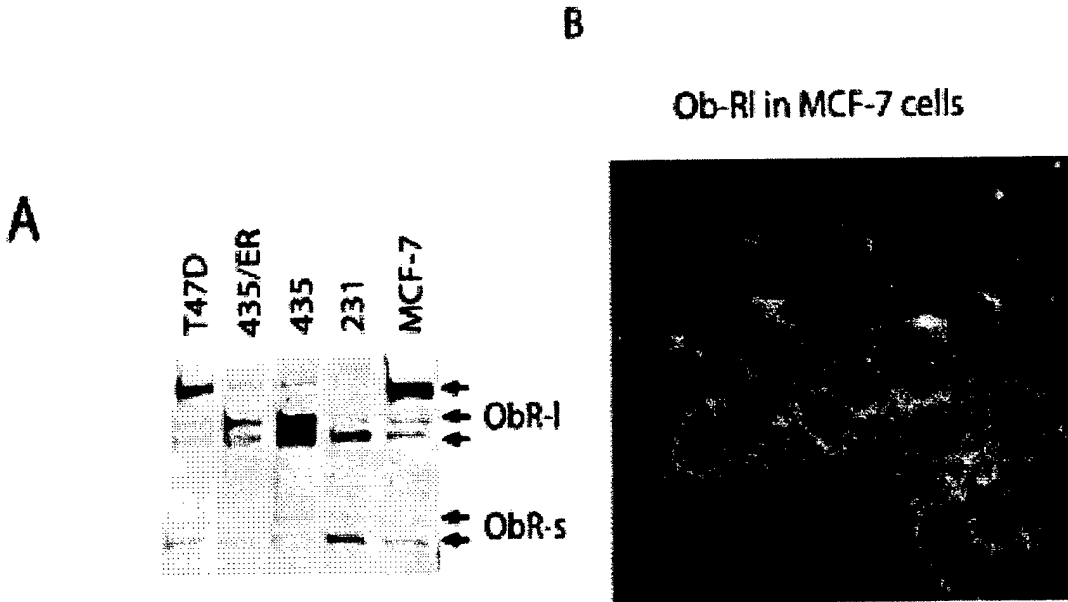 A
T47D
435/ER
435
231
MCF-7
ObR-l
ObR-s
B
Ob-Rl in MCF-7 cells